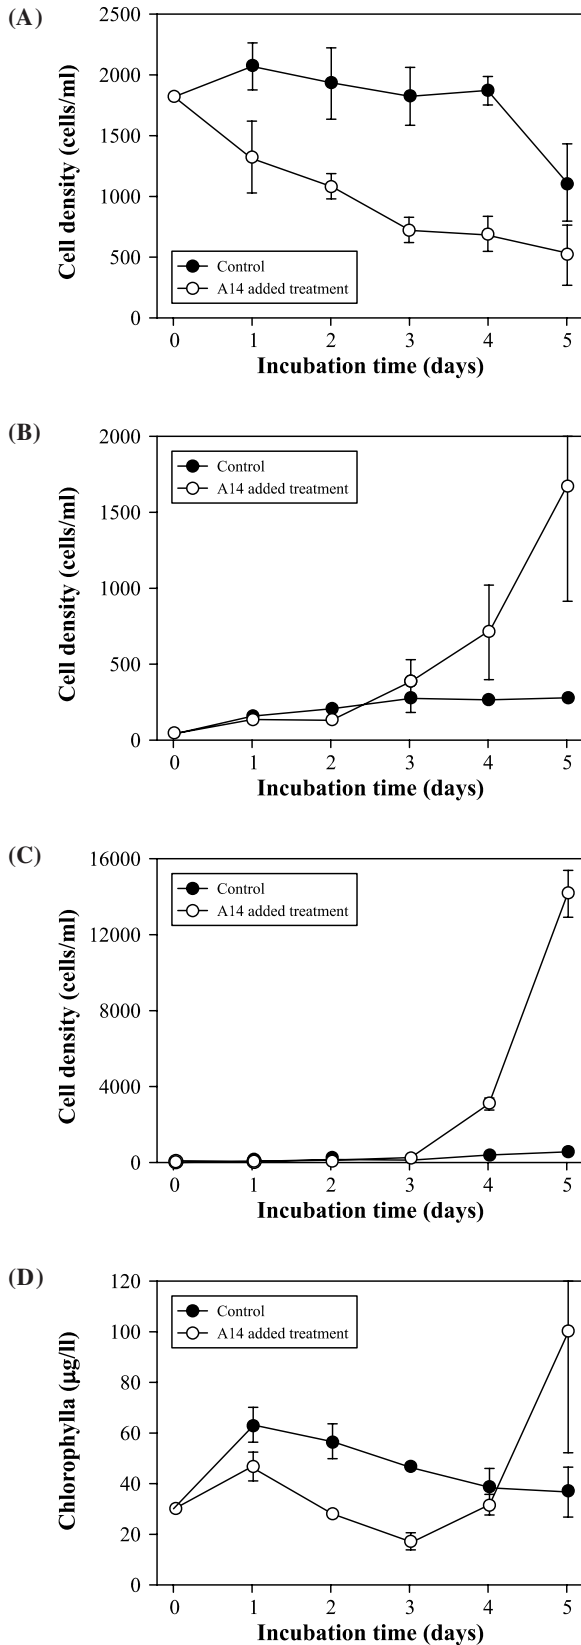 (A)
2500
2000
1500
1000
500
0
Cell density (cells/ml)
Control
A14 added treatment
0 1 2 3 4 5
Incubation time (days)
(B)
2000
1500
1000
500
0
Cell density (cells/ml)
Control
A14 added treatment
0 1 2 3 4 5
Incubation time (days)
(C)
16000
12000
8000
4000
0
Cell density (cells/ml)
Control
A14 added treatment
0 1 2 3 4 5
Incubation time (days)
(D)
120
100
80
60
40
20
0
Chlorophylla (µg/ll)
Control
A14 added treatment
0 1 2 3 4 5
Incubation time (days)